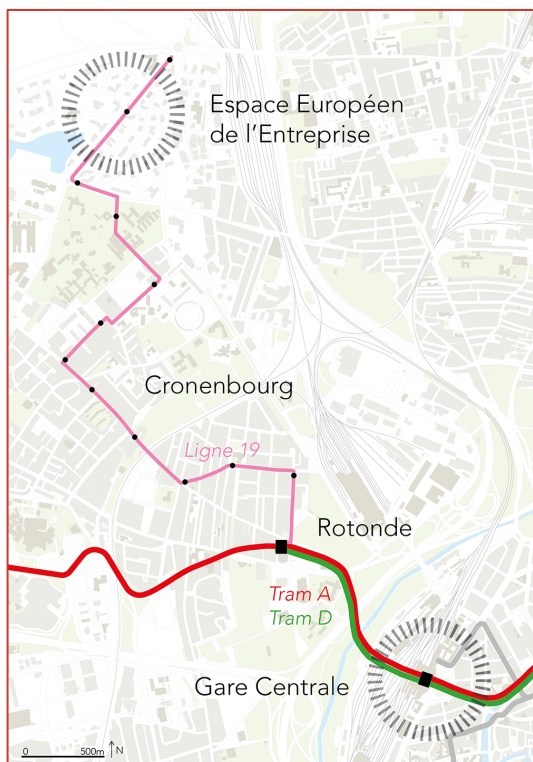 Espace Européen
de l'Entreprise
Cronenbourg
Ligne 19
Rotonde
Tram A
Tram D
Gare Centrale
0 500m N